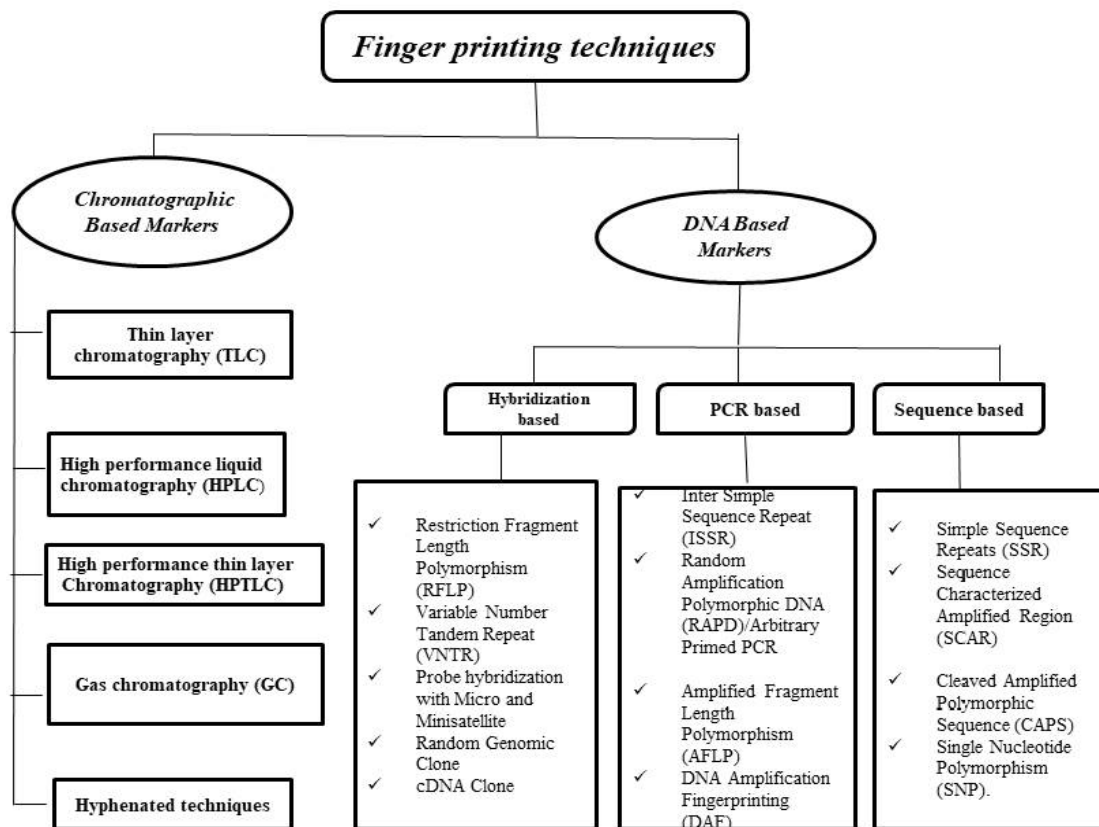 Finger printing techniques
Chromatographic
Based Markers
DNA Based
Markers
Thin layer
chromatography (TLC)
High performance liquid
chromatography (HPLC)
High performance thin layer
Chromatography (HPTLC)
Gas chromatography (GC)
Hyphenated techniques
Hybridization
based
PCR based
Sequence based
✓ Restriction Fragment
Length
Polymorphism
(RFLP)
✓ Variable Number
Tandem Repeat
(VNTR)
✓ Probe hybridization
with Micro and
Minisatellite
✓ Random Genomic
Clone
✓ cDNA Clone
✓ Inter Simple
Sequence Repeat
(ISSR)
✓ Random
Amplification
Polymorphic DNA
(RAPD)/Arbitrary
Primed PCR
✓ Amplified Fragment
Length
Polymorphism
(AFLP)
✓ DNA Amplification
Fingerprinting
(DAF)
✓ Simple Sequence
Repeats (SSR)
✓ Sequence
Characterized
Amplified Region
(SCAR)
✓ Cleaved Amplified
Polymorphic
Sequence (CAPS)
✓ Single Nucleotide
Polymorphism
(SNP).